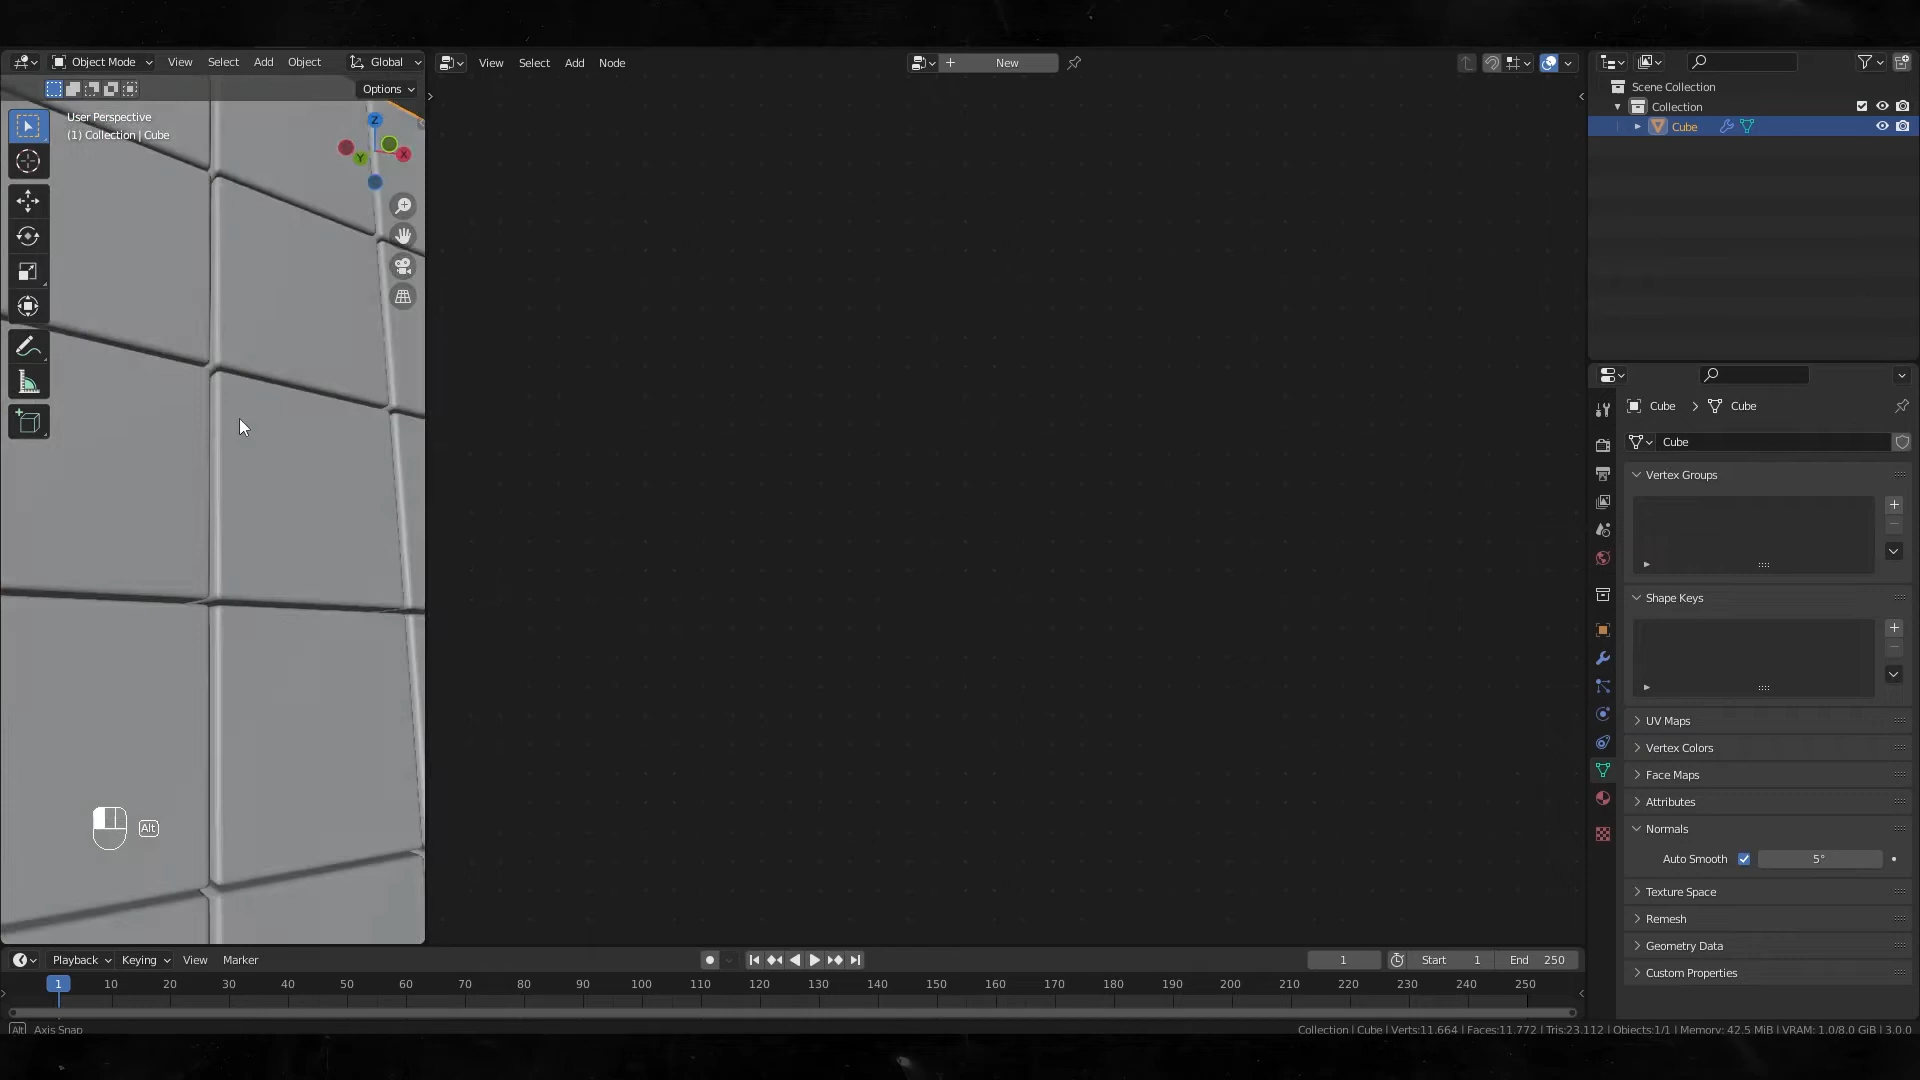 Object Mode View Select Add Object Global
View Select Add Node
New
Options
User Perspective
(1) Collection | Cube
Z
X
Y
Alt
Scene Collection
Collection
Cube
Cube > Cube
Cube
Vertex Groups
Shape Keys
UV Maps
Vertex Colors
Face Maps
Attributes
Normals
Auto Smooth 5°
Texture Space
Remesh
Geometry Data
Custom Properties
Playback Keying View Marker
1 Start 1 End 250
1 10 20 30 40 50 60 70 80 90 100 110 120 130 140 150 160 170 180 190 200 210 220 230 240 250
Alt Axis Snap
Collection | Cube | Verts:11.664 | Faces:11.772 | Tris:23.112 | Objects:1/1 | Memory: 42.5 MiB | VRAM: 1.0/8.0 GiB | 3.0.0